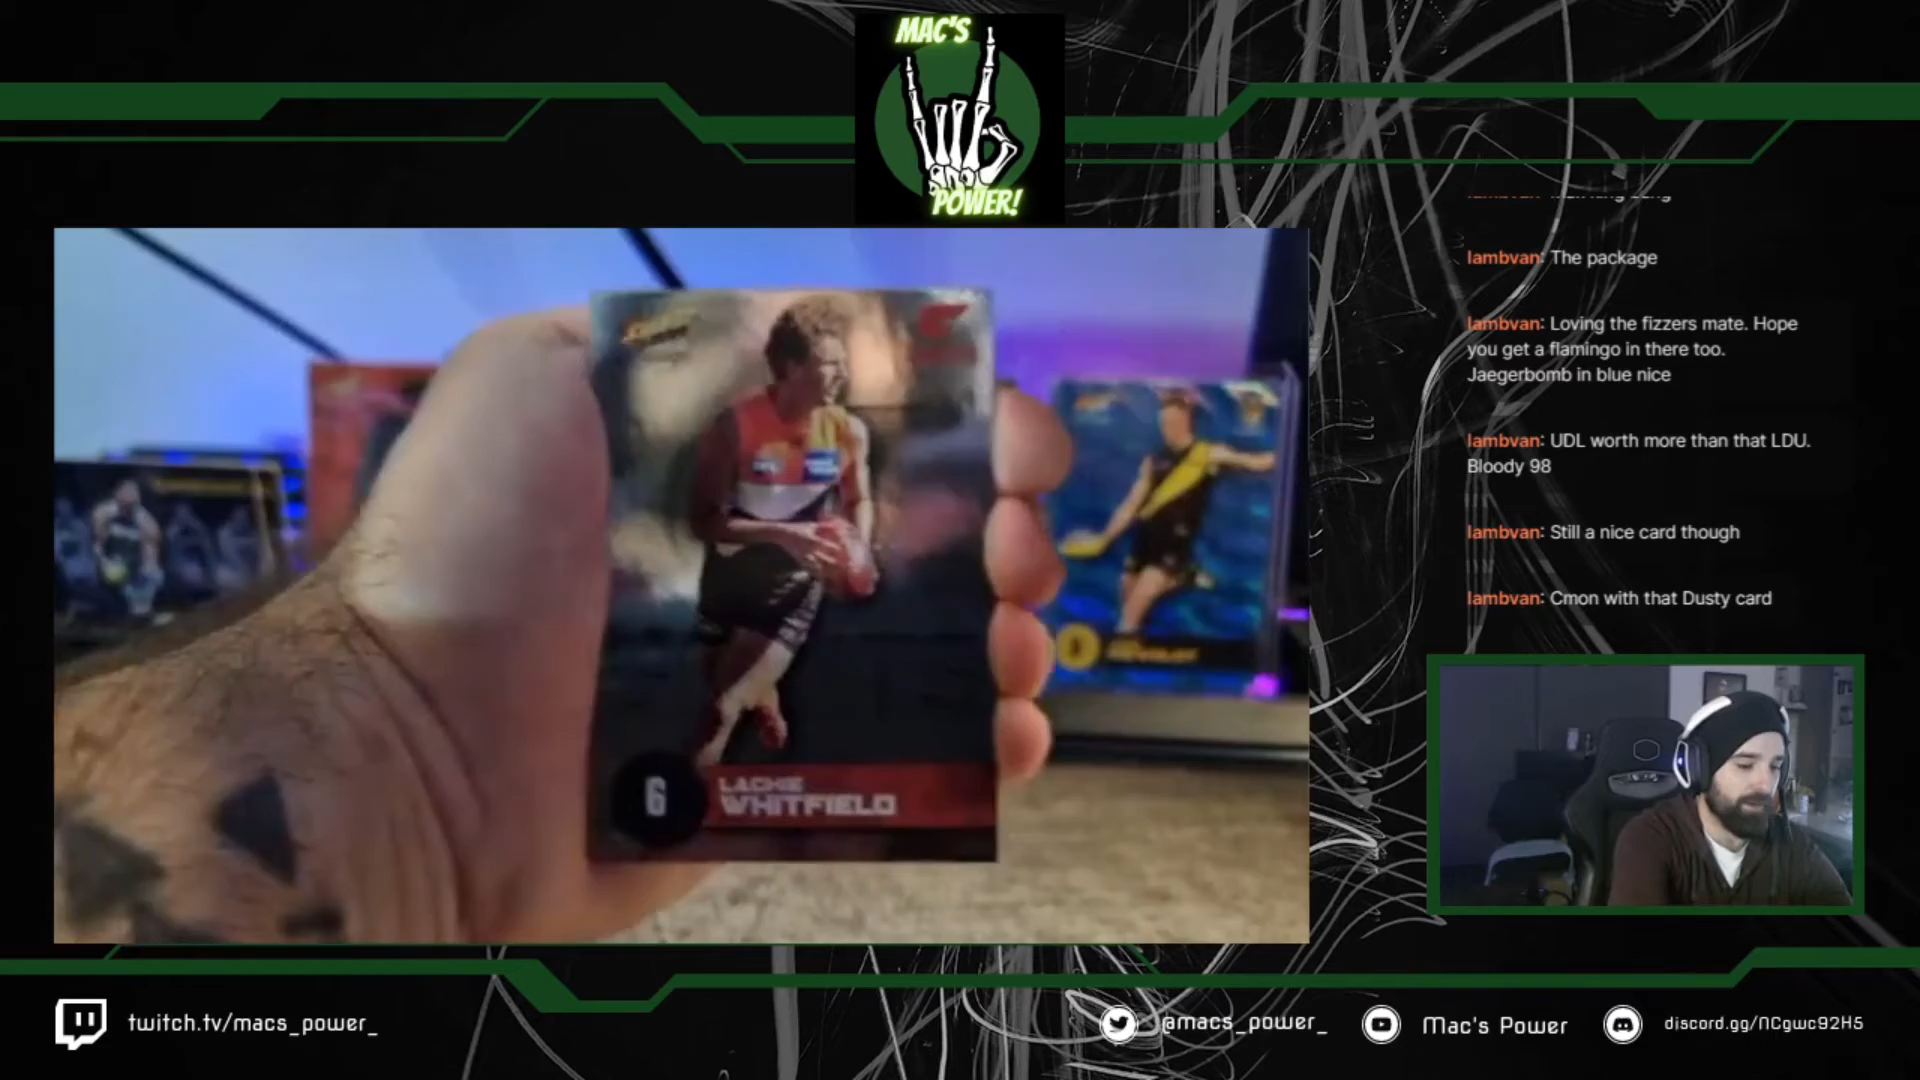 MAC'S
POWER!
lambvan: The package
lambvan: Loving the fizzers mate. Hope
you get a flamingo in there too.
Jaegerbomb in blue nice
lambvan: UDL worth more than that LDU.
Bloody 98
lambvan: Still a nice card though
lambvan: Cmon with that Dusty card
6
LACHIE
WHITFIELD
twitch.tv/macs_power_
@macs_power_
Mac's Power
discord.gg/NCgwc92H5